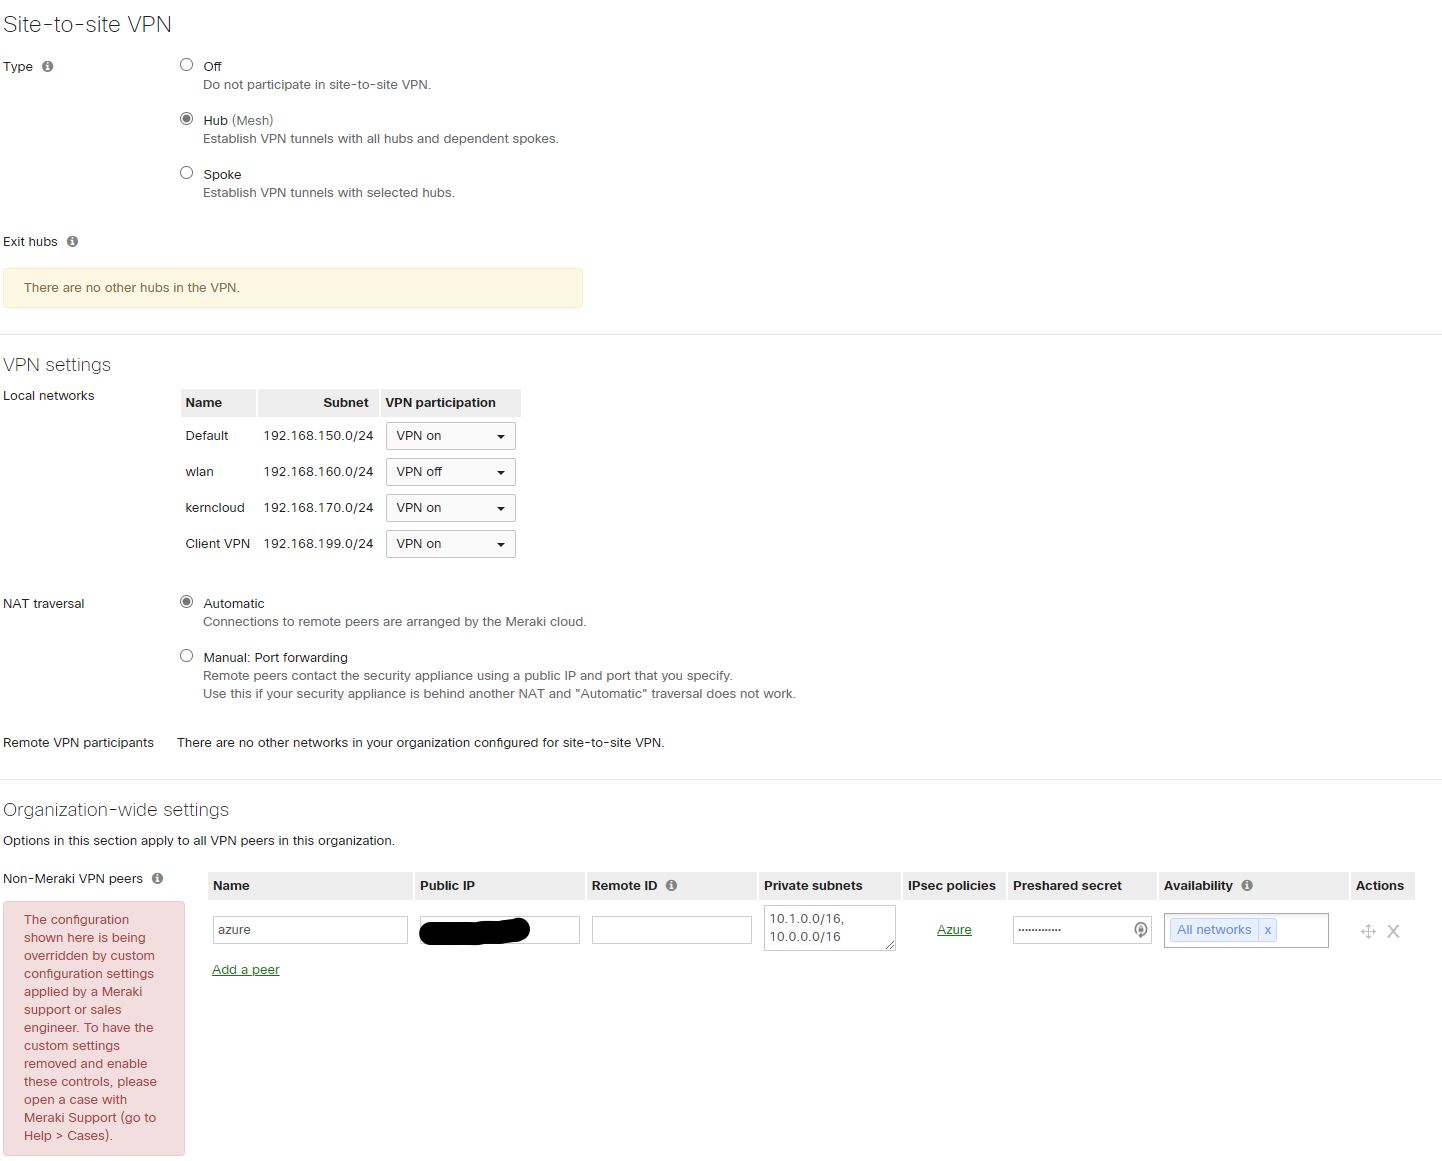 Site-to-site VPN
Type
Off
Do not participate in site-to-site VPN.
Hub (Mesh)
Establish VPN tunnels with all hubs and dependent spokes.
Spoke
Establish VPN tunnels with selected hubs.
Exit hubs
There are no other hubs in the VPN.
VPN settings
Local networks
Name Subnet VPN participation
Default 192.168.150.0/24 VPN on
wlan 192.168.160.0/24 VPN off
kerncloud 192.168.170.0/24 VPN on
Client VPN 192.168.199.0/24 VPN on
NAT traversal
Automatic
Connections to remote peers are arranged by the Meraki cloud.
Manual: Port forwarding
Remote peers contact the security appliance using a public IP and port that you specify.
Use this if your security appliance is behind another NAT and "Automatic" traversal does not work.
Remote VPN participants There are no other networks in your organization configured for site-to-site VPN.
Organization-wide settings
Options in this section apply to all VPN peers in this organization.
Non-Meraki VPN peers
The configuration
shown here is being
overridden by custom
configuration settings
applied by a Meraki
support or sales
engineer. To have the
custom settings
removed and enable
these controls, please
open a case with
Meraki Support (go to
Help > Cases).
Name Public IP Remote ID Private subnets IPsec policies Preshared secret Availability Actions
azure 10.1.0.0/16, Azure ············· All networks x X
10.0.0.0/16
Add a peer